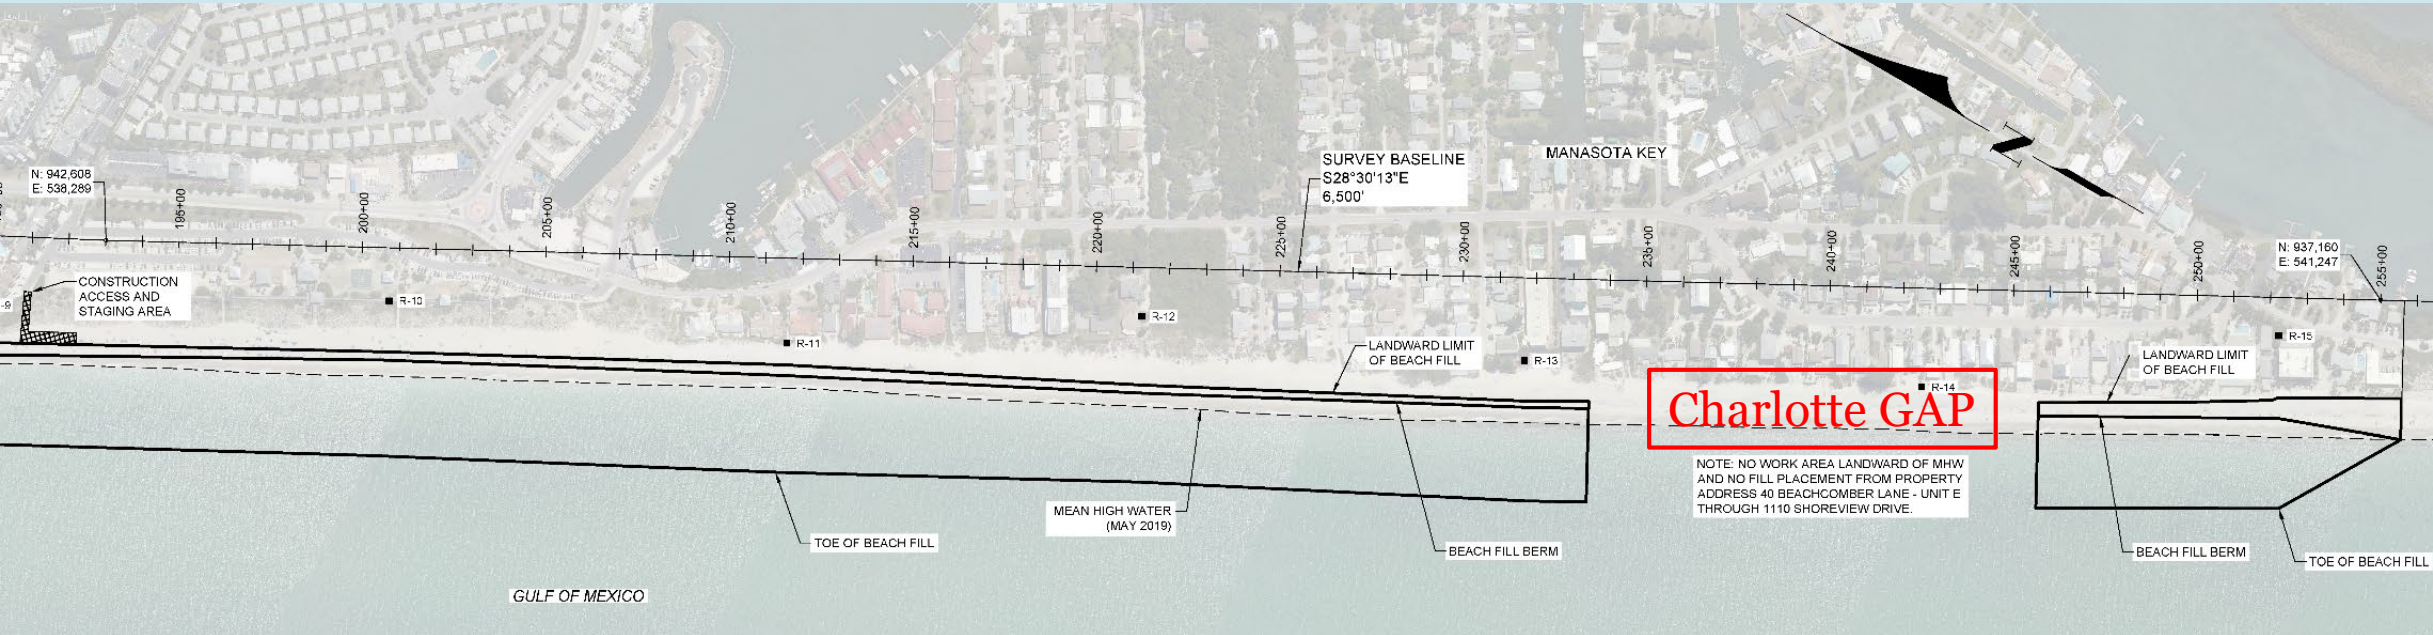 N: 942,608
E: 538,289
195+00
200+00
205+00
210+00
215+00
220+00
225+00
230+00
235+00
240+00
245+00
250+00
255+00
SURVEY BASELINE
S28°30'13"E
6,500'
MANASOTA KEY
N
N: 937,160
E: 541,247
CONSTRUCTION
ACCESS AND
STAGING AREA
-9
R-10
R-11
R-12
R-13
R-14
R-15
LANDWARD LIMIT
OF BEACH FILL
LANDWARD LIMIT
OF BEACH FILL
Charlotte GAP
NOTE: NO WORK AREA LANDWARD OF MHW
AND NO FILL PLACEMENT FROM PROPERTY
ADDRESS 40 BEACHCOMBER LANE - UNIT E
THROUGH 1110 SHOREVIEW DRIVE.
MEAN HIGH WATER
(MAY 2019)
TOE OF BEACH FILL
BEACH FILL BERM
BEACH FILL BERM
TOE OF BEACH FILL
GULF OF MEXICO